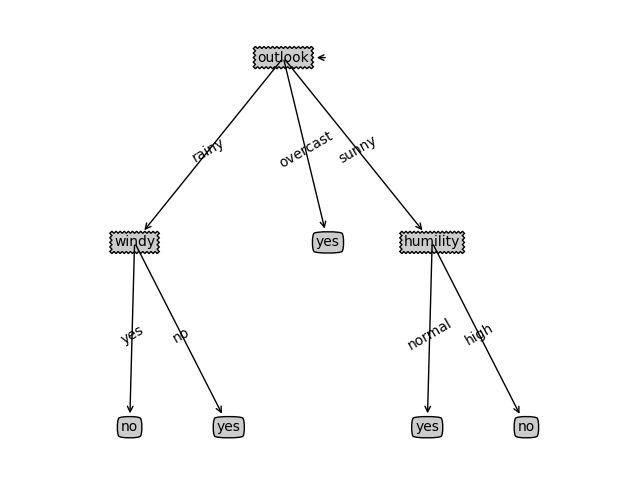 outlook
rainy
overcast
sunny
windy
yes
humility
yes
no
normal
high
no
yes
yes
no